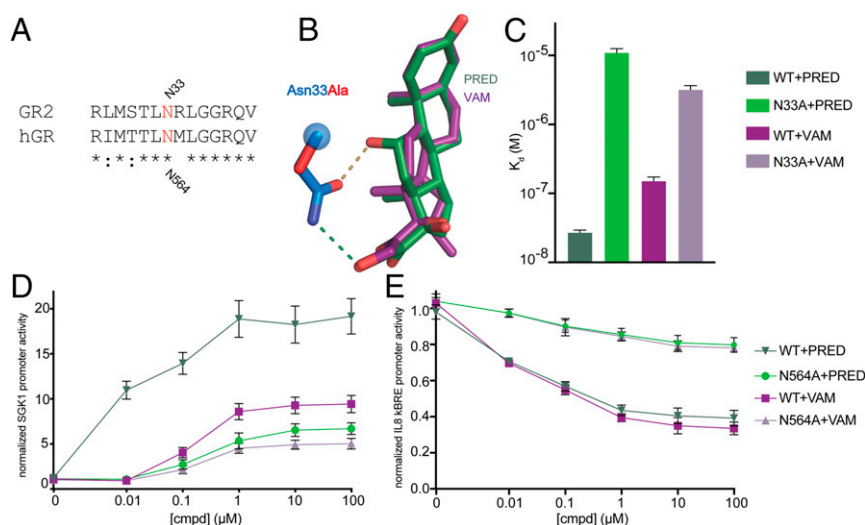 A
N33
GR2 RLMSTLNRLGGRQV
hGR RIMTTLNMLGGRQV
*:*:*** ******
N564
B
Asn33Ala
PRED
VAM
C
10-5
10-6
10-7
10-8
Kd (M)
WT+PRED
N33A+PRED
WT+VAM
N33A+VAM
D
normalized SGK1 promoter activity
20
15
10
5
0
0 0.01 0.1 1 10 100
[cmpd] (µM)
E
normalized IL8 kBRE promoter activity
1.0
0.8
0.6
0.4
0.2
0
0 0.01 0.1 1 10 100
[cmpd] (µM)
WT+PRED
N564A+PRED
WT+VAM
N564A+VAM